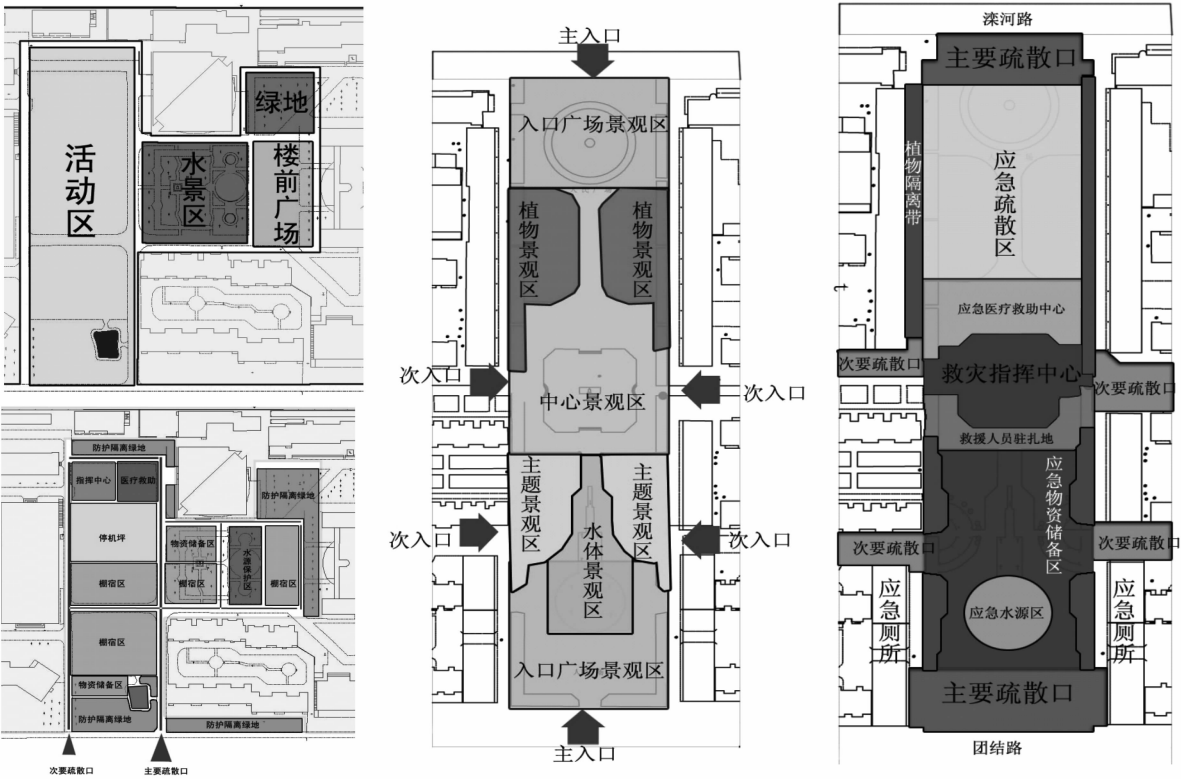 活动区
绿地
水景区
楼前广场
防护隔离绿地
指挥中心
医疗救助
防护隔离绿地
停机坪
物资储备区
水源保护区
棚宿区
棚宿区
棚宿区
棚宿区
物资储备区
防护隔离绿地
防护隔离绿地
次要疏散口
主要疏散口
主入口
入口广场景观区
植物景观区
植物景观区
次入口
中心景观区
次入口
主题景观区
主题景观区
水体景观区
次入口
次入口
入口广场景观区
主入口
滦河路
主要疏散口
植物隔离带
应急疏散区
应急医疗救助中心
次要疏散口
救灾指挥中心
次要疏散口
救援人员驻扎地
应急物资储备区
次要疏散口
次要疏散口
应急厕所
应急水源区
应急厕所
主要疏散口
团结路